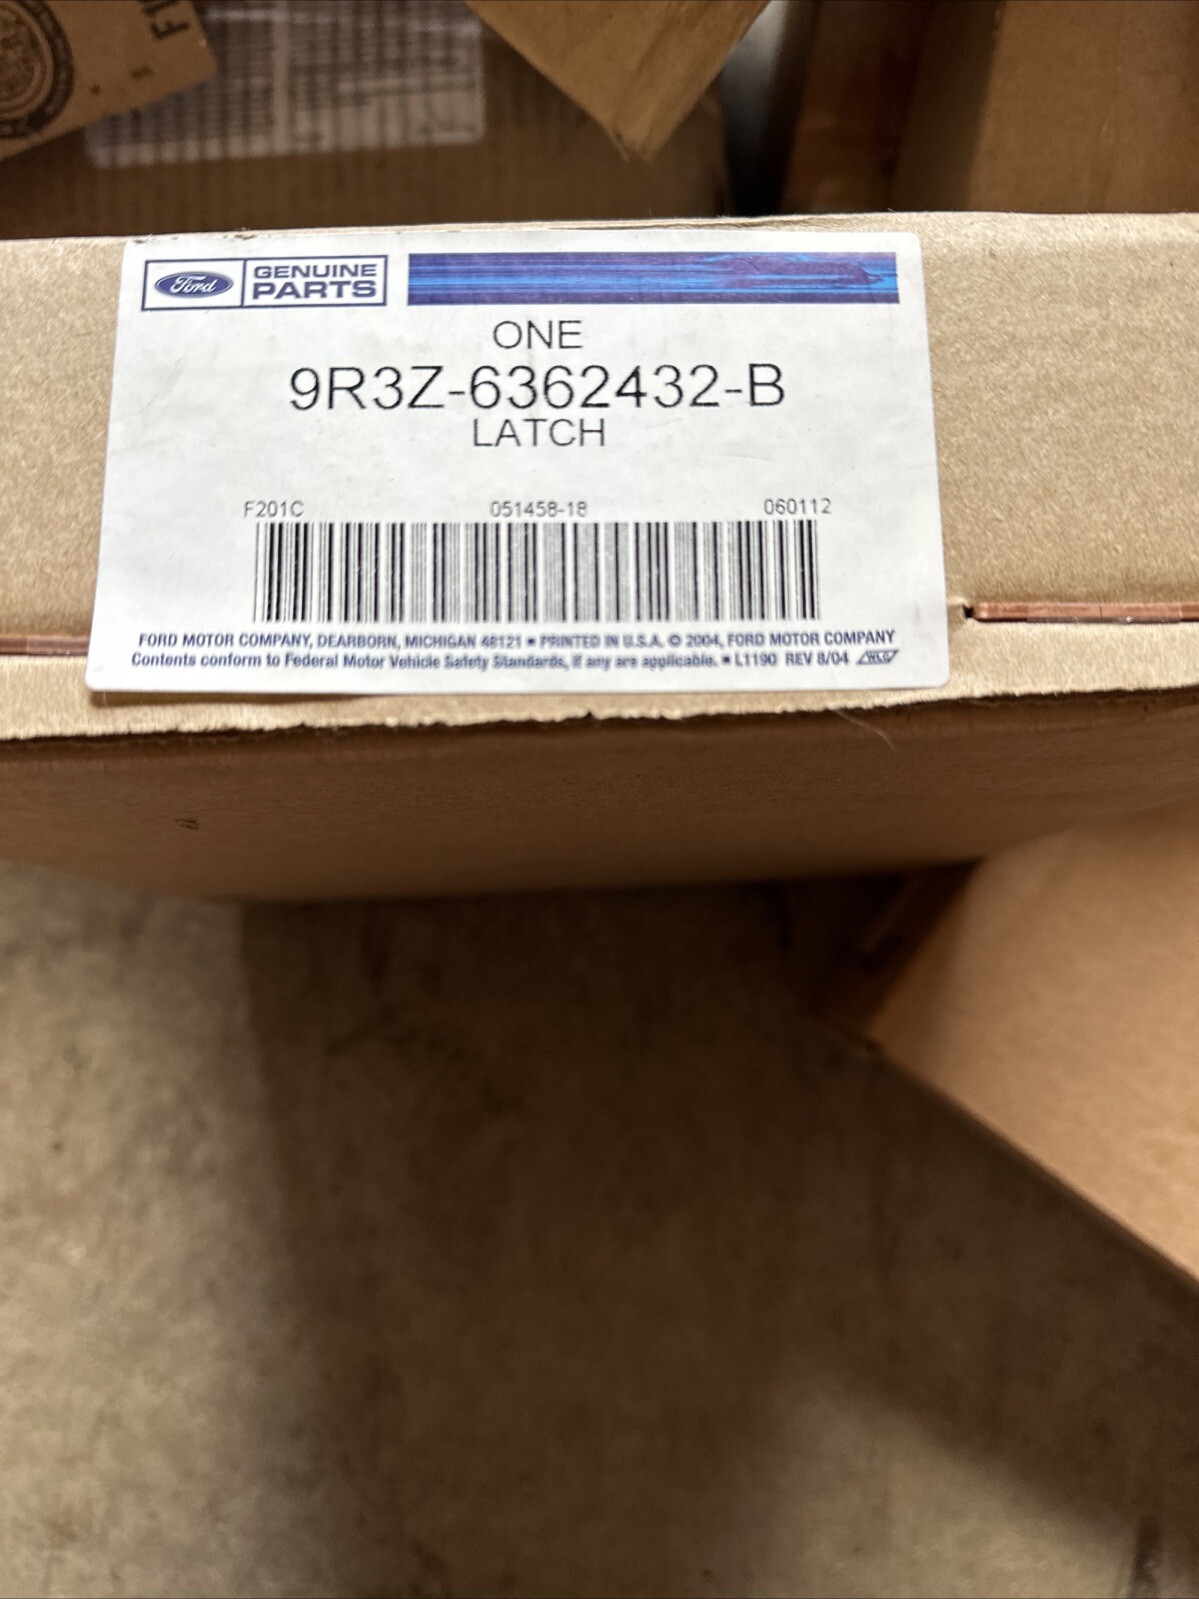 FI
Ford GENUINE PARTS
ONE
9R3Z-6362432-B
LATCH
F201C 051458-18 060112
FORD MOTOR COMPANY, DEARBORN, MICHIGAN 48121 ▪ PRINTED IN U.S.A. © 2004, FORD MOTOR COMPANY
Contents conform to Federal Motor Vehicle Safety Standards, if any are applicable. ▪ L1190 REV 8/04 WLG